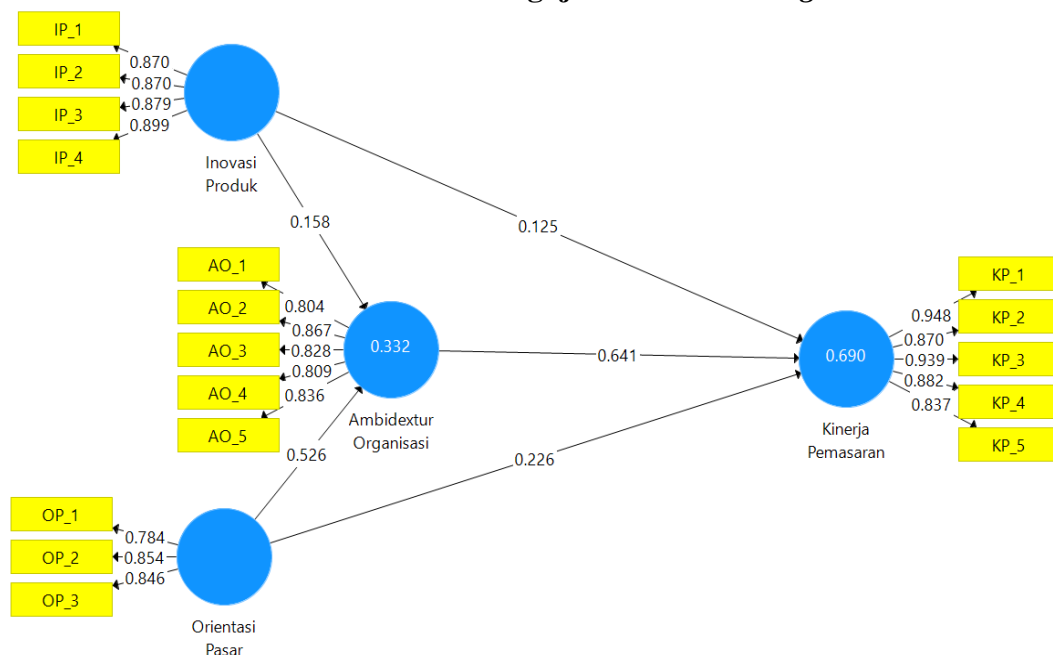 IP_1
IP_2
IP_3
IP_4
0.870
0.870
0.879
0.899
Inovasi
Produk
0.158
0.125
AO_1
AO_2
AO_3
AO_4
AO_5
0.804
0.867
0.828
0.809
0.836
0.332
Ambidextur
Organisasi
0.641
0.526
0.226
0.690
Kinerja
Pemasaran
0.948
0.870
0.939
0.882
0.837
KP_1
KP_2
KP_3
KP_4
KP_5
OP_1
OP_2
OP_3
0.784
0.854
0.846
Orientasi
Pasar